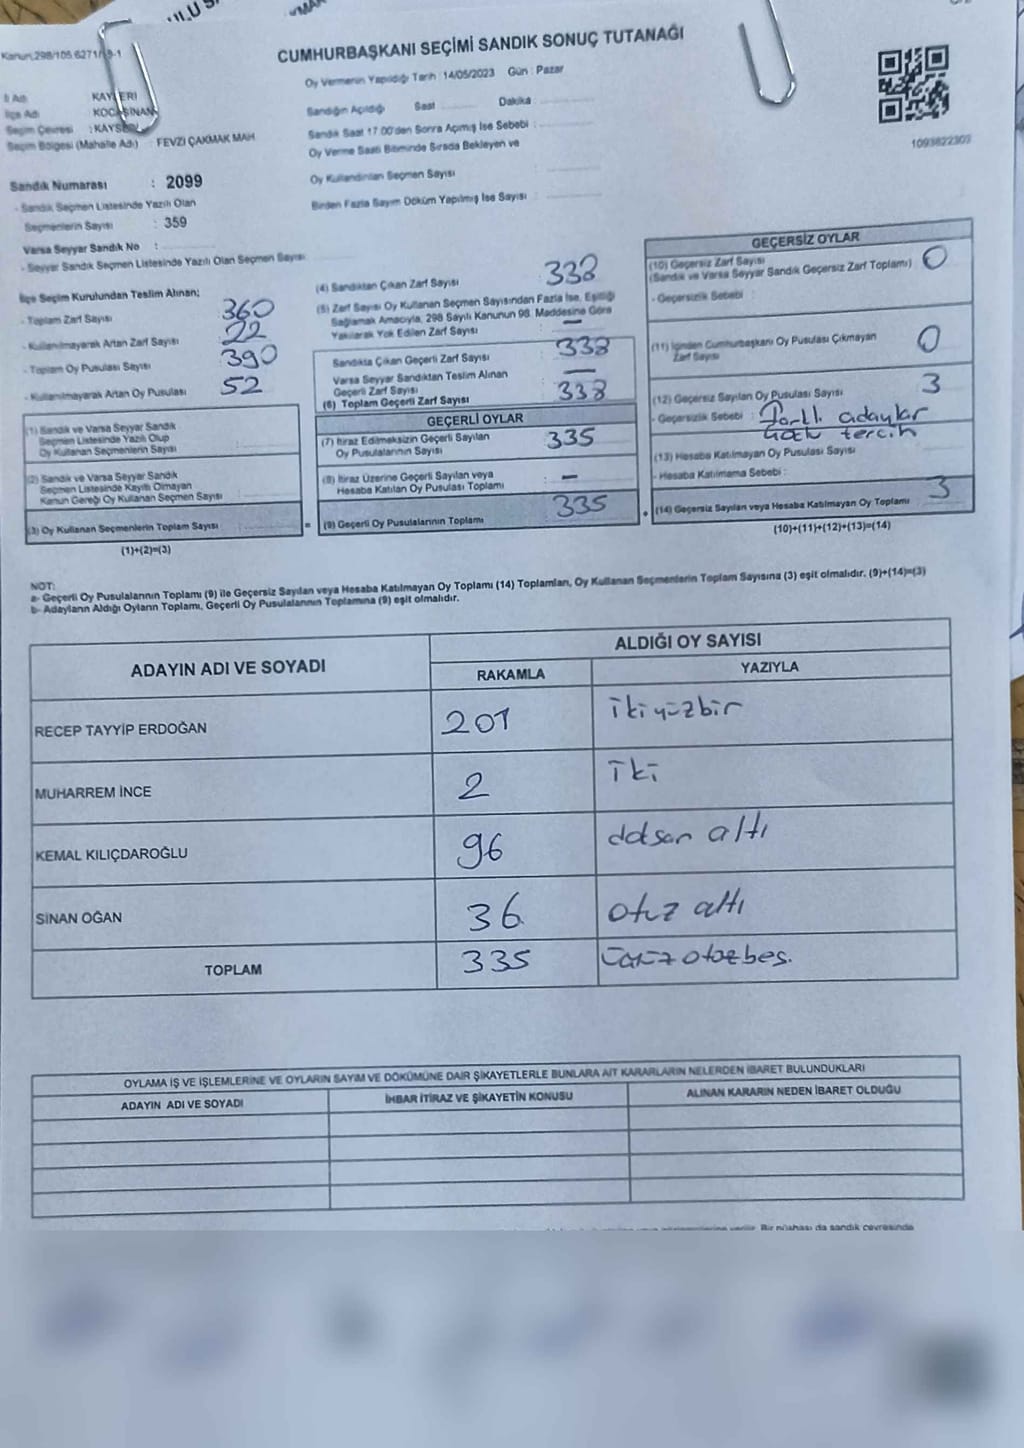 CUMHURBAŞKANI SEÇİMİ SANDIK SONUÇ TUTANAĞI
Oy Vermenin Yapıldığı Tarih : 14/05/2023 Gün : Pazar
İl Adı KAYSERİ
İlçe Adı KOCASİNAN
Seçim Çevresi : KAYSERİ
Seçim Bölgesi (Mahalle Adı) : FEVZİ ÇAKMAK MAH
Sandık Numarası : 2099
- Sandık Seçmen Listesinde Yazılı Olan
Seçmenlerin Sayısı : 359
Varsa Seyyar Sandık No :
- Seyyar Sandık Seçmen Listesinde Yazılı Olan Seçmen Sayısı
Sandığın Açıldığı Saat Dakika
Sandık Saat 17.00'den Sonra Açılmış İse Sebebi :
Oy Verme Saati Bitiminde Sırada Bekleyen ve
Oy Kullandırılan Seçmen Sayısı
Birden Fazla Sayım Döküm Yapılmış İse Sayısı :
1093622303
İlçe Seçim Kurulundan Teslim Alınan;
- Toplam Zarf Sayısı 360
- Kullanılmayarak Artan Zarf Sayısı 22
- Toplam Oy Pusulası Sayısı 390
- Kullanılmayarak Artan Oy Pusulası 52
(1) Sandık ve Varsa Seyyar Sandık
Seçmen Listesinde Yazılı Olup
Oy Kullanan Seçmenlerin Sayısı
(2) Sandık ve Varsa Seyyar Sandık
Seçmen Listesinde Kayıtlı Olmayan
Kanun Gereği Oy Kullanan Seçmen Sayısı
(3) Oy Kullanan Seçmenlerin Toplam Sayısı =
(1)+(2)=(3)
(4) Sandıktan Çıkan Zarf Sayısı 338
(5) Zarf Sayısı Oy Kullanan Seçmen Sayısından Fazla İse, Eşitliği
Sağlamak Amacıyla, 298 Sayılı Kanunun 98. Maddesine Göre
Yakılarak Yok Edilen Zarf Sayısı —
Sandıkta Çıkan Geçerli Zarf Sayısı 338
Varsa Seyyar Sandıktan Teslim Alınan
Geçerli Zarf Sayısı —
(6) Toplam Geçerli Zarf Sayısı 338
GEÇERLİ OYLAR
(7) İtiraz Edilmeksizin Geçerli Sayılan
Oy Pusulalarının Sayısı 335
(8) İtiraz Üzerine Geçerli Sayılan veya
Hesaba Katılan Oy Pusulası Toplamı : —
(9) Geçerli Oy Pusulalarının Toplamı 335
GEÇERSİZ OYLAR
(10) Geçersiz Zarf Sayısı
(Sandık ve Varsa Seyyar Sandık Geçersiz Zarf Toplamı) 0
- Geçersizlik Sebebi :
(11) İçinden Cumhurbaşkanı Oy Pusulası Çıkmayan
Zarf Sayısı 0
(12) Geçersiz Sayılan Oy Pusulası Sayısı 3
- Geçersizlik Sebebi : Farklı adaylar
tercih
(13) Hesaba Katılmayan Oy Pusulası Sayısı
- Hesaba Katılmama Sebebi :
(14) Geçersiz Sayılan veya Hesaba Katılmayan Oy Toplamı 3
(10)+(11)+(12)+(13)=(14)
NOT:
a- Geçerli Oy Pusulalarının Toplamı (9) ile Geçersiz Sayılan veya Hesaba Katılmayan Oy Toplamı (14) Toplamları, Oy Kullanan Seçmenlerin Toplam Sayısına (3) eşit olmalıdır. (9)+(14)=(3)
b- Adayların Aldığı Oyların Toplamı, Geçerli Oy Pusulalarının Toplamına (9) eşit olmalıdır.
ADAYIN ADI VE SOYADI ALDIĞI OY SAYISI
RAKAMLA YAZIYLA
RECEP TAYYİP ERDOĞAN 201 ikiyüzbir
MUHARREM İNCE 2 iki
KEMAL KILIÇDAROĞLU 96 doksan altı
SİNAN OĞAN 36 otuz altı
TOPLAM 335 üçyüz otuzbeş.
OYLAMA İŞ VE İŞLEMLERİNE VE OYLARIN SAYIM VE DÖKÜMÜNE DAİR ŞİKAYETLERLE BUNLARA AİT KARARLARIN NELERDEN İBARET BULUNDUKLARI
ADAYIN ADI VE SOYADI İHBAR İTİRAZ VE ŞİKAYETİN KONUSU ALINAN KARARIN NEDEN İBARET OLDUĞU
Bir nüshası da sandık çevresinde